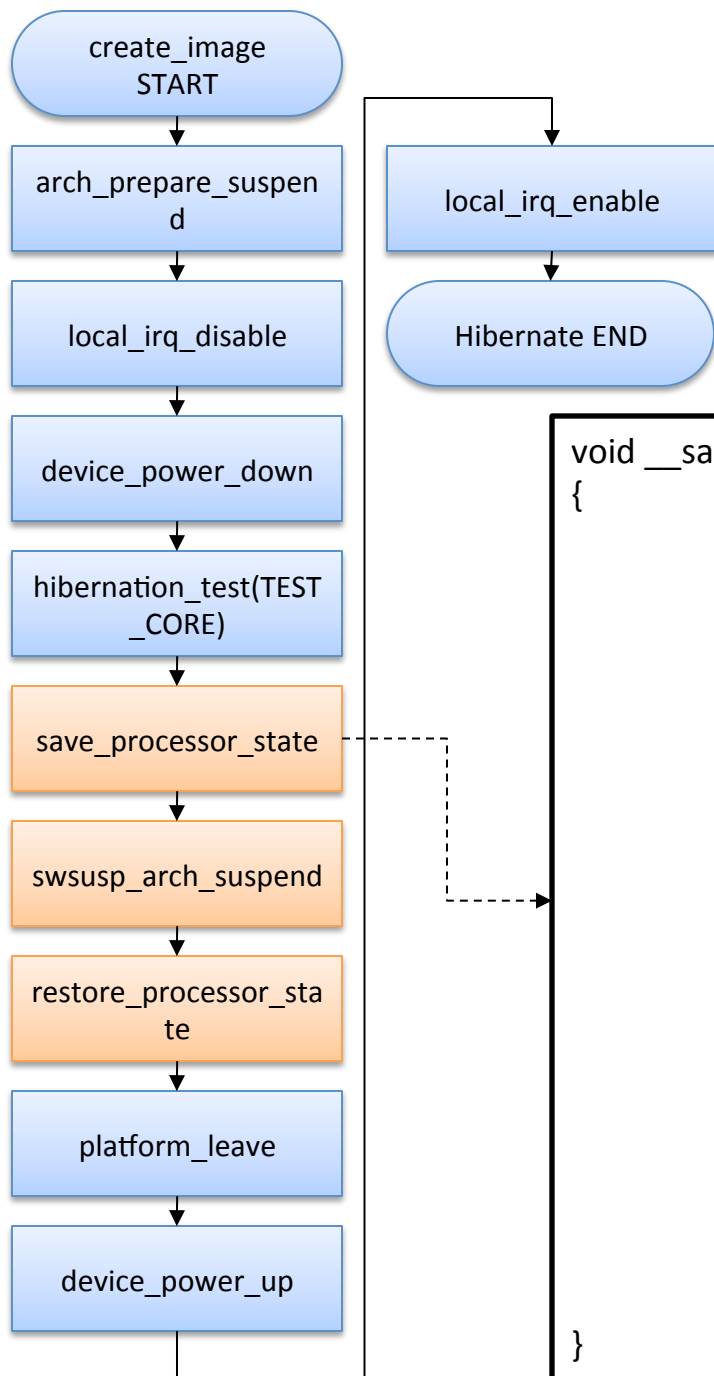 create_image
START
arch_prepare_suspen
d
local_irq_disable
device_power_down
hibernation_test(TEST
_CORE)
save_processor_state
swsusp_arch_suspend
restore_processor_sta
te
platform_leave
device_power_up
local_irq_enable
Hibernate END
void __sa
{
}